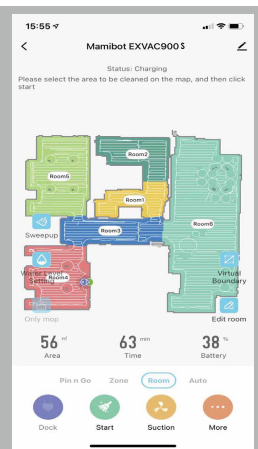 15:55
Mamibot EXVAC900S
Status: Charging
Please select the area to be cleaned on the map, and then click
start
Room2
Room5
Room1
Room6
Room3
Sweepup
Water Level
Setting
Room4
Virtual
Boundary
Only map
Edit room
56 ㎡
63 min
38 %
Area
Time
Battery
Pin n Go
Zone
Room
Auto
Dock
Start
Suction
More